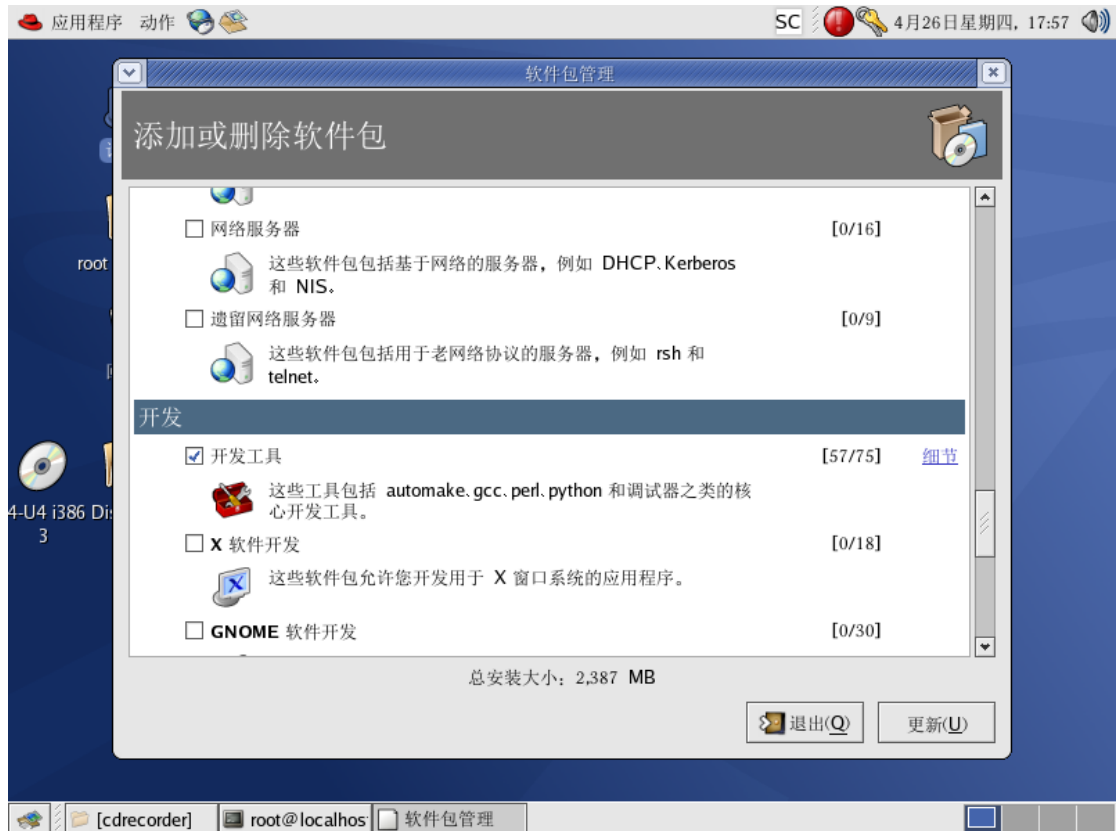 应用程序 动作
SC
4月26日星期四, 17:57
软件包管理
添加或删除软件包
网络服务器 [0/16]
这些软件包包括基于网络的服务器，例如 DHCP、Kerberos
和 NIS。
遗留网络服务器 [0/9]
这些软件包包括用于老网络协议的服务器，例如 rsh 和
telnet。
开发
开发工具 [57/75] 细节
这些工具包括 automake、gcc、perl、python 和调试器之类的核
心开发工具。
X 软件开发 [0/18]
这些软件包允许您开发用于 X 窗口系统的应用程序。
GNOME 软件开发 [0/30]
总安装大小：2,387 MB
退出(Q) 更新(U)
root
4-U4 i386 Dis
3
[cdrecorder] root@localhos 软件包管理